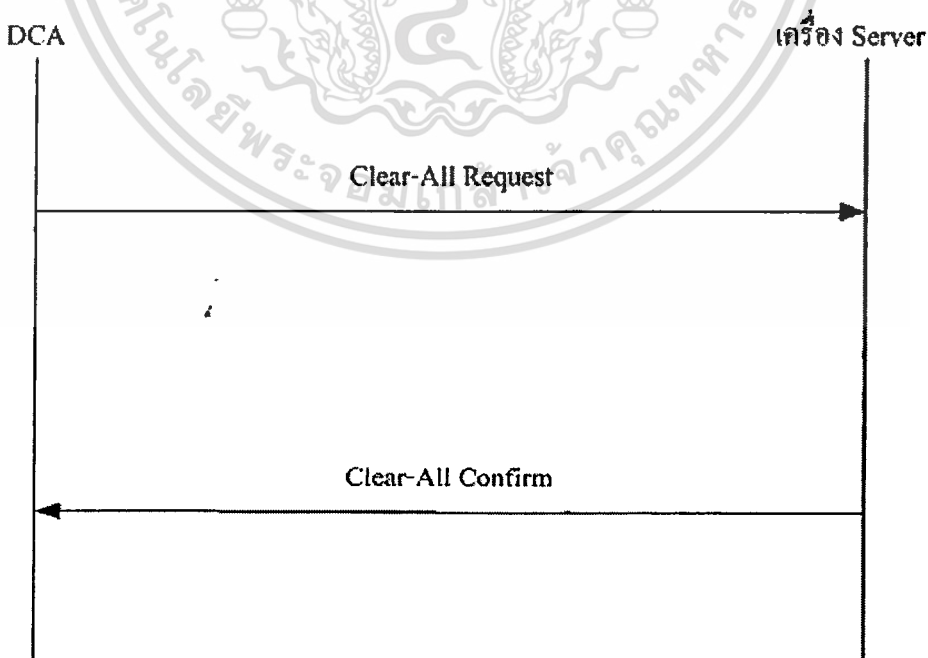 DCA
เครื่อง Server
Clear-All Request
Clear-All Confirm